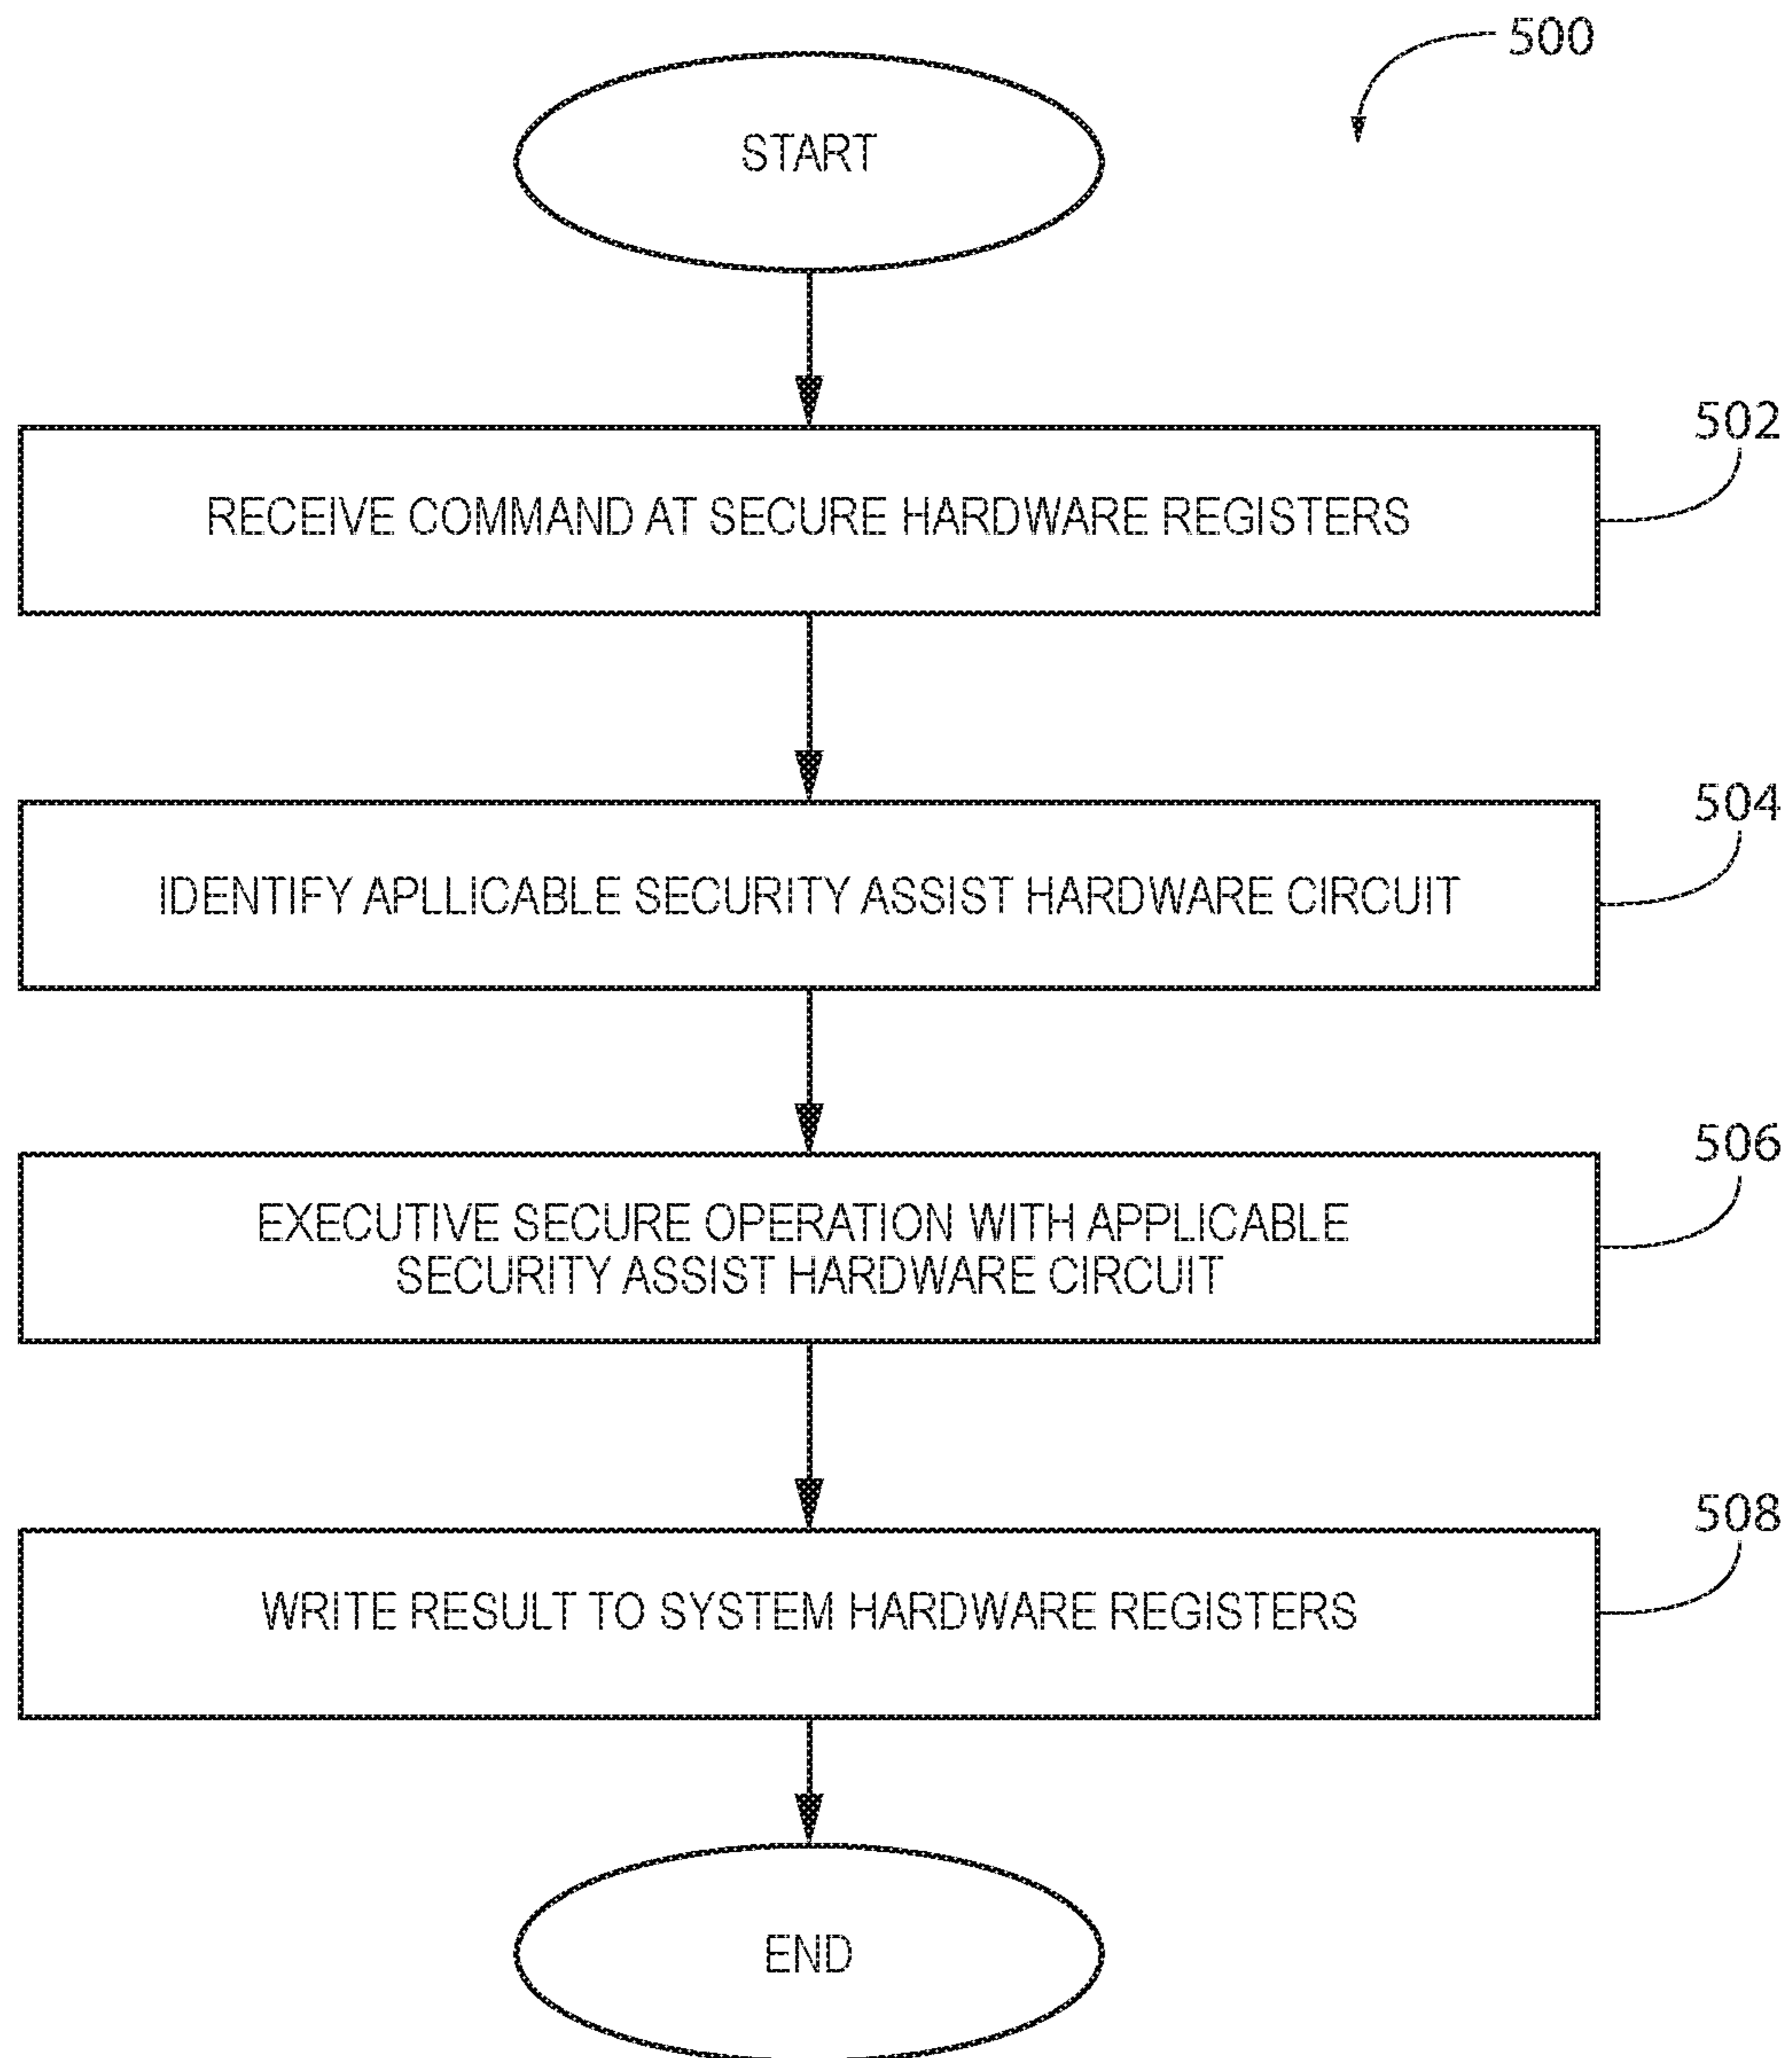 500
START
502
RECEIVE COMMAND AT SECURE HARDWARE REGISTERS
504
IDENTIFY APLLICABLE SECURITY ASSIST HARDWARE CIRCUIT
506
EXECUTIVE SECURE OPERATION WITH APPLICABLE
SECURITY ASSIST HARDWARE CIRCUIT
508
WRITE RESULT TO SYSTEM HARDWARE REGISTERS
END